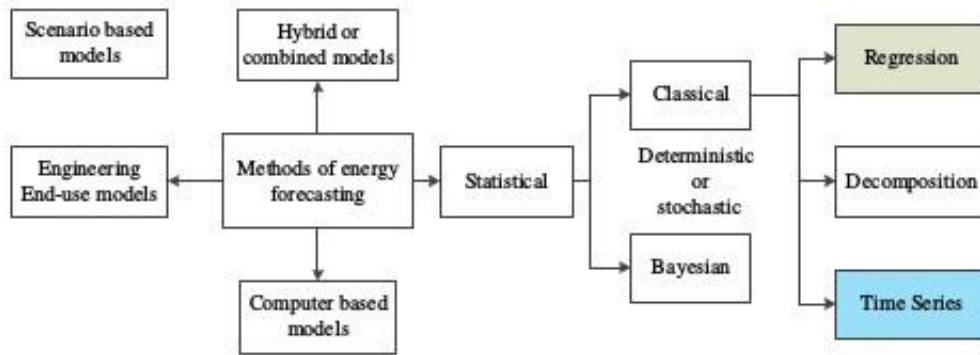 Scenario based
models
Hybrid or
combined models
Regression
Classical
Engineering
End-use models
Methods of energy
forecasting
Statistical
Deterministic
or
stochastic
Decomposition
Bayesian
Computer based
models
Time Series